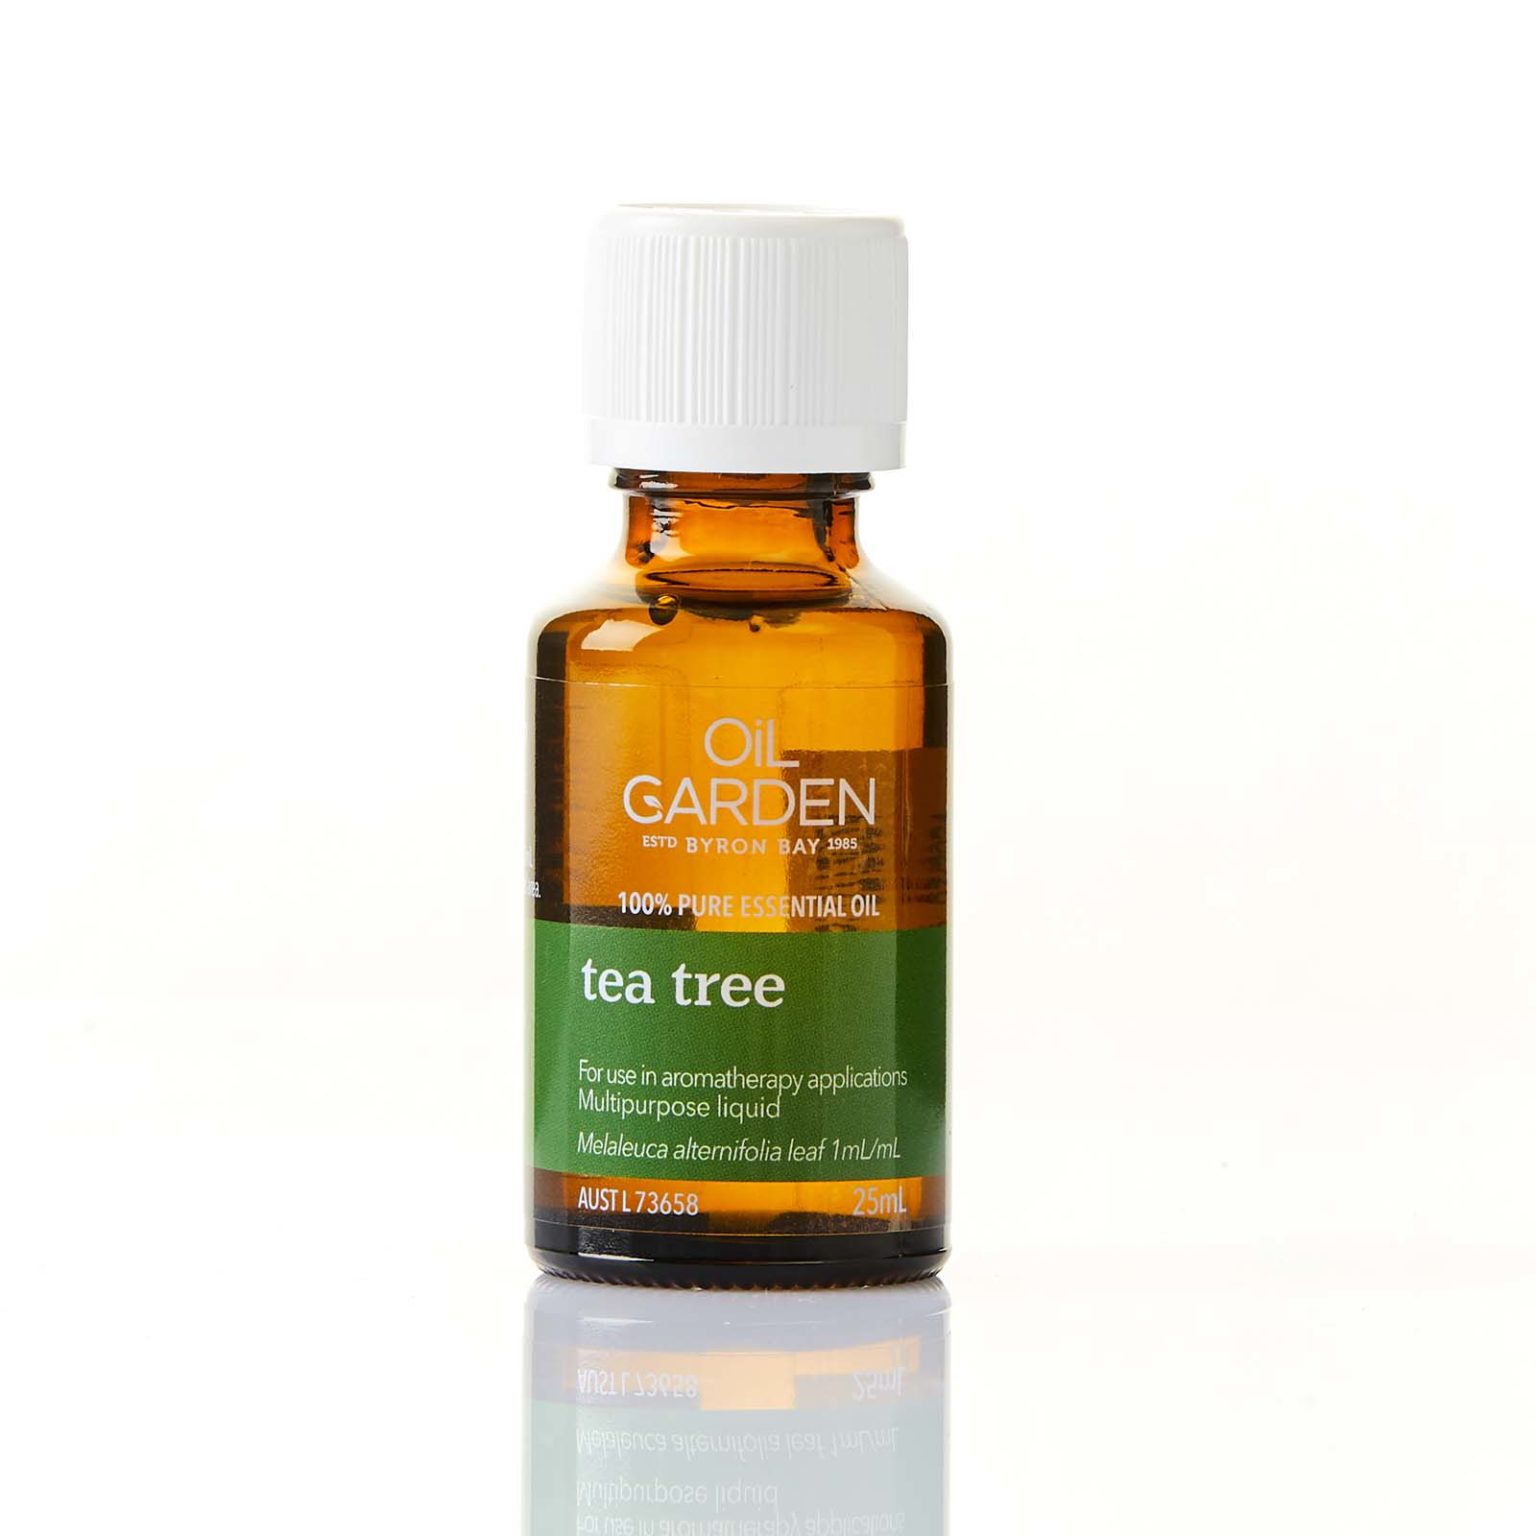 OiL
GARDEN
ESTD BYRON BAY 1985
100% PURE ESSENTIAL OIL
tea tree
For use in aromatherapy applications
Multipurpose liquid
Melaleuca alternifolia leaf 1mL/mL
AUST L 73658 25mL